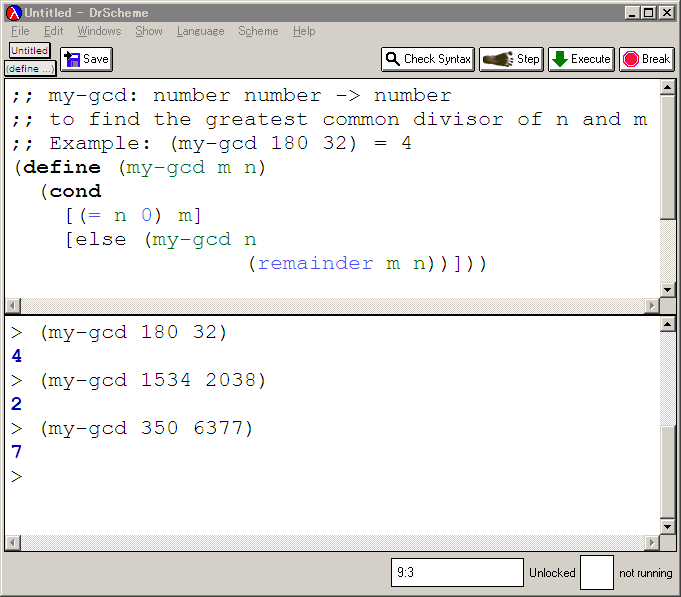 Untitled - DrScheme
File Edit Windows Show Language Scheme Help
Untitled
(define ...)
Save
Check Syntax
Step
Execute
Break
;; my-gcd: number number -> number
;; to find the greatest common divisor of n and m
;; Example: (my-gcd 180 32) = 4
(define (my-gcd m n)
  (cond
    [(= n 0) m]
    [else (my-gcd n
                   (remainder m n))]))
> (my-gcd 180 32)
4
> (my-gcd 1534 2038)
2
> (my-gcd 350 6377)
7
>
9:3
Unlocked
not running